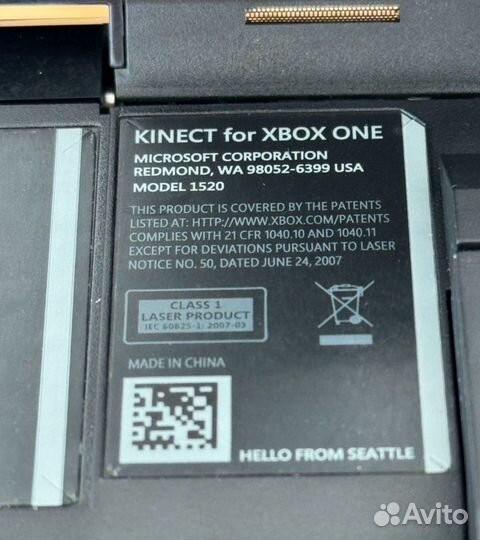 KINECT for XBOX ONE
MICROSOFT CORPORATION
REDMOND, WA 98052-6399 USA
MODEL 1520
THIS PRODUCT IS COVERED BY THE PATENTS
LISTED AT: HTTP://WWW.XBOX.COM/PATENTS
COMPLIES WITH 21 CFR 1040.10 AND 1040.11
EXCEPT FOR DEVIATIONS PURSUANT TO LASER
NOTICE NO. 50, DATED JUNE 24, 2007
CLASS 1
LASER PRODUCT
IEC 60825-1: 2007-03
MADE IN CHINA
HELLO FROM SEATTLE
Avito